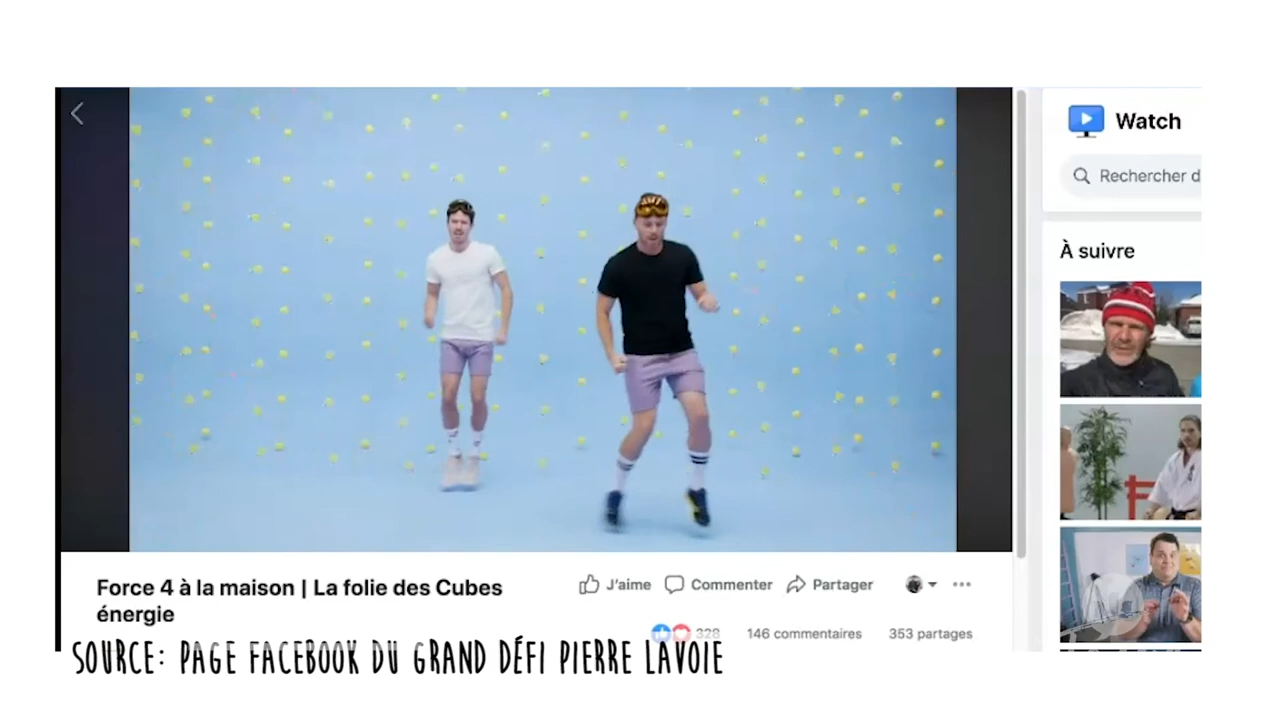 Watch
Rechercher d
À suivre
Force 4 à la maison | La folie des Cubes
énergie
J'aime
Commenter
Partager
328
146 commentaires
353 partages
SOURCE: PAGE FACEBOOK DU GRAND DÉFI PIERRE LAVOIE